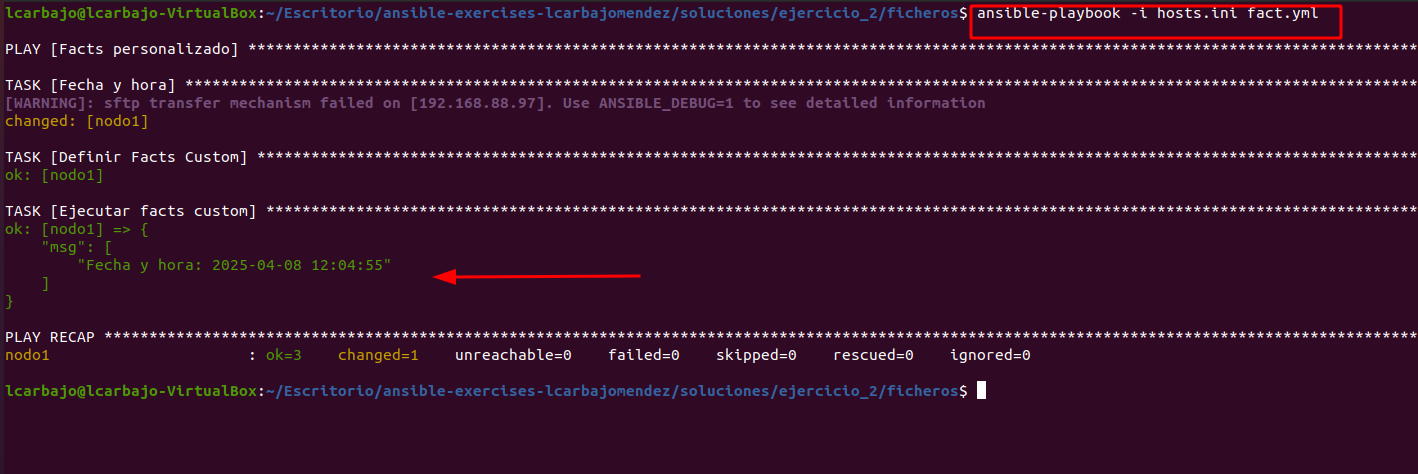 lcarbajo@lcarbajo-VirtualBox:~/Escritorio/ansible-exercises-lcarbajomendez/soluciones/ejercicio_2/ficheros$ ansible-playbook -i hosts.ini fact.yml
PLAY [Facts personalizado] **********************************************************************************************************************************
TASK [Fecha y hora] *****************************************************************************************************************************************
[WARNING]: sftp transfer mechanism failed on [192.168.88.97]. Use ANSIBLE_DEBUG=1 to see detailed information
changed: [nodo1]
TASK [Definir Facts Custom] *********************************************************************************************************************************
ok: [nodo1]
TASK [Ejecutar facts custom] ********************************************************************************************************************************
ok: [nodo1] => {
    "msg": [
        "Fecha y hora: 2025-04-08 12:04:55"
    ]
}
PLAY RECAP **************************************************************************************************************************************************
nodo1                      : ok=3    changed=1    unreachable=0    failed=0    skipped=0    rescued=0    ignored=0
lcarbajo@lcarbajo-VirtualBox:~/Escritorio/ansible-exercises-lcarbajomendez/soluciones/ejercicio_2/ficheros$